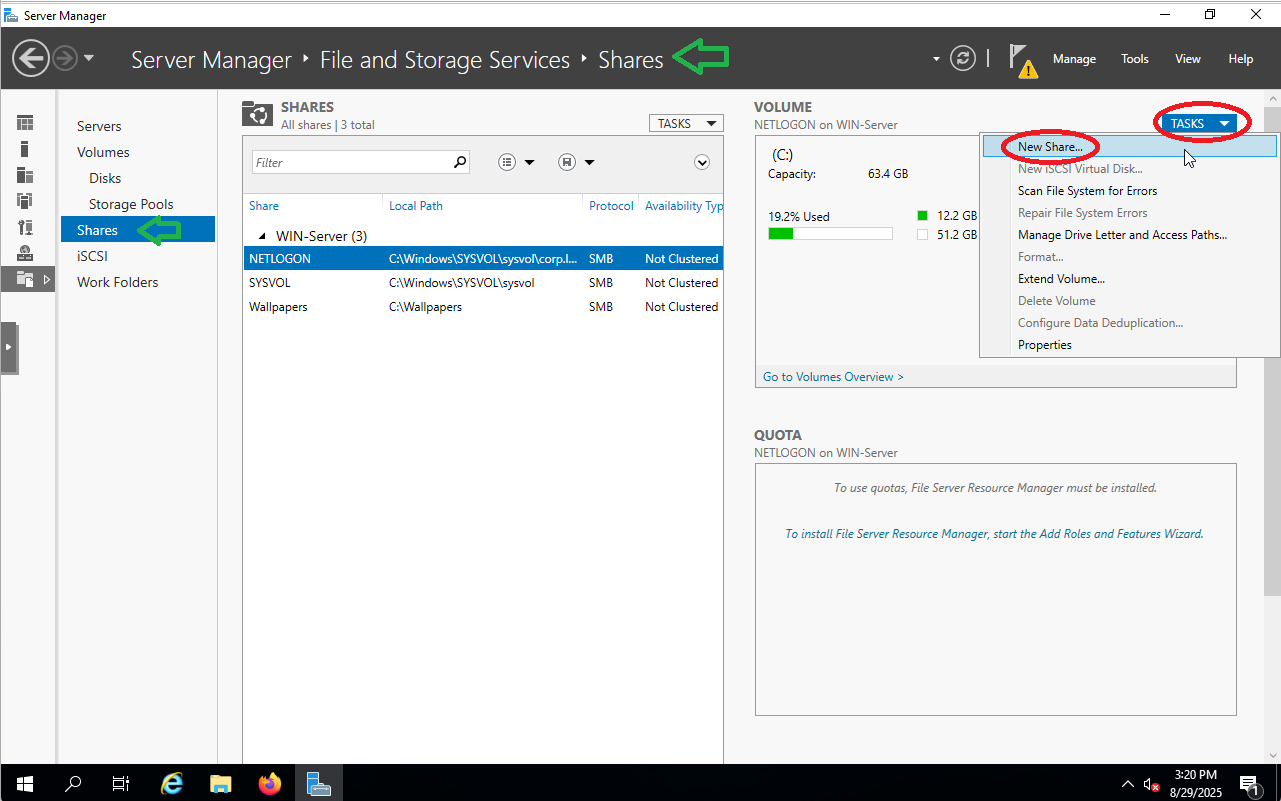 Server Manager
Server Manager ‣ File and Storage Services ‣ Shares
Manage Tools View Help
Servers
Volumes
Disks
Storage Pools
Shares
iSCSI
Work Folders
SHARES
All shares | 3 total
TASKS
Filter
Share Local Path Protocol Availability Typ
WIN-Server (3)
NETLOGON C:\Windows\SYSVOL\sysvol\corp.l... SMB Not Clustered
SYSVOL C:\Windows\SYSVOL\sysvol SMB Not Clustered
Wallpapers C:\Wallpapers SMB Not Clustered
VOLUME
NETLOGON on WIN-Server
TASKS
(C:)
Capacity: 63.4 GB
19.2% Used
12.2 GB
51.2 GB
New Share...
New iSCSI Virtual Disk...
Scan File System for Errors
Repair File System Errors
Manage Drive Letter and Access Paths...
Format...
Extend Volume...
Delete Volume
Configure Data Deduplication...
Properties
Go to Volumes Overview >
QUOTA
NETLOGON on WIN-Server
To use quotas, File Server Resource Manager must be installed.
To install File Server Resource Manager, start the Add Roles and Features Wizard.
3:20 PM
8/29/2025
1